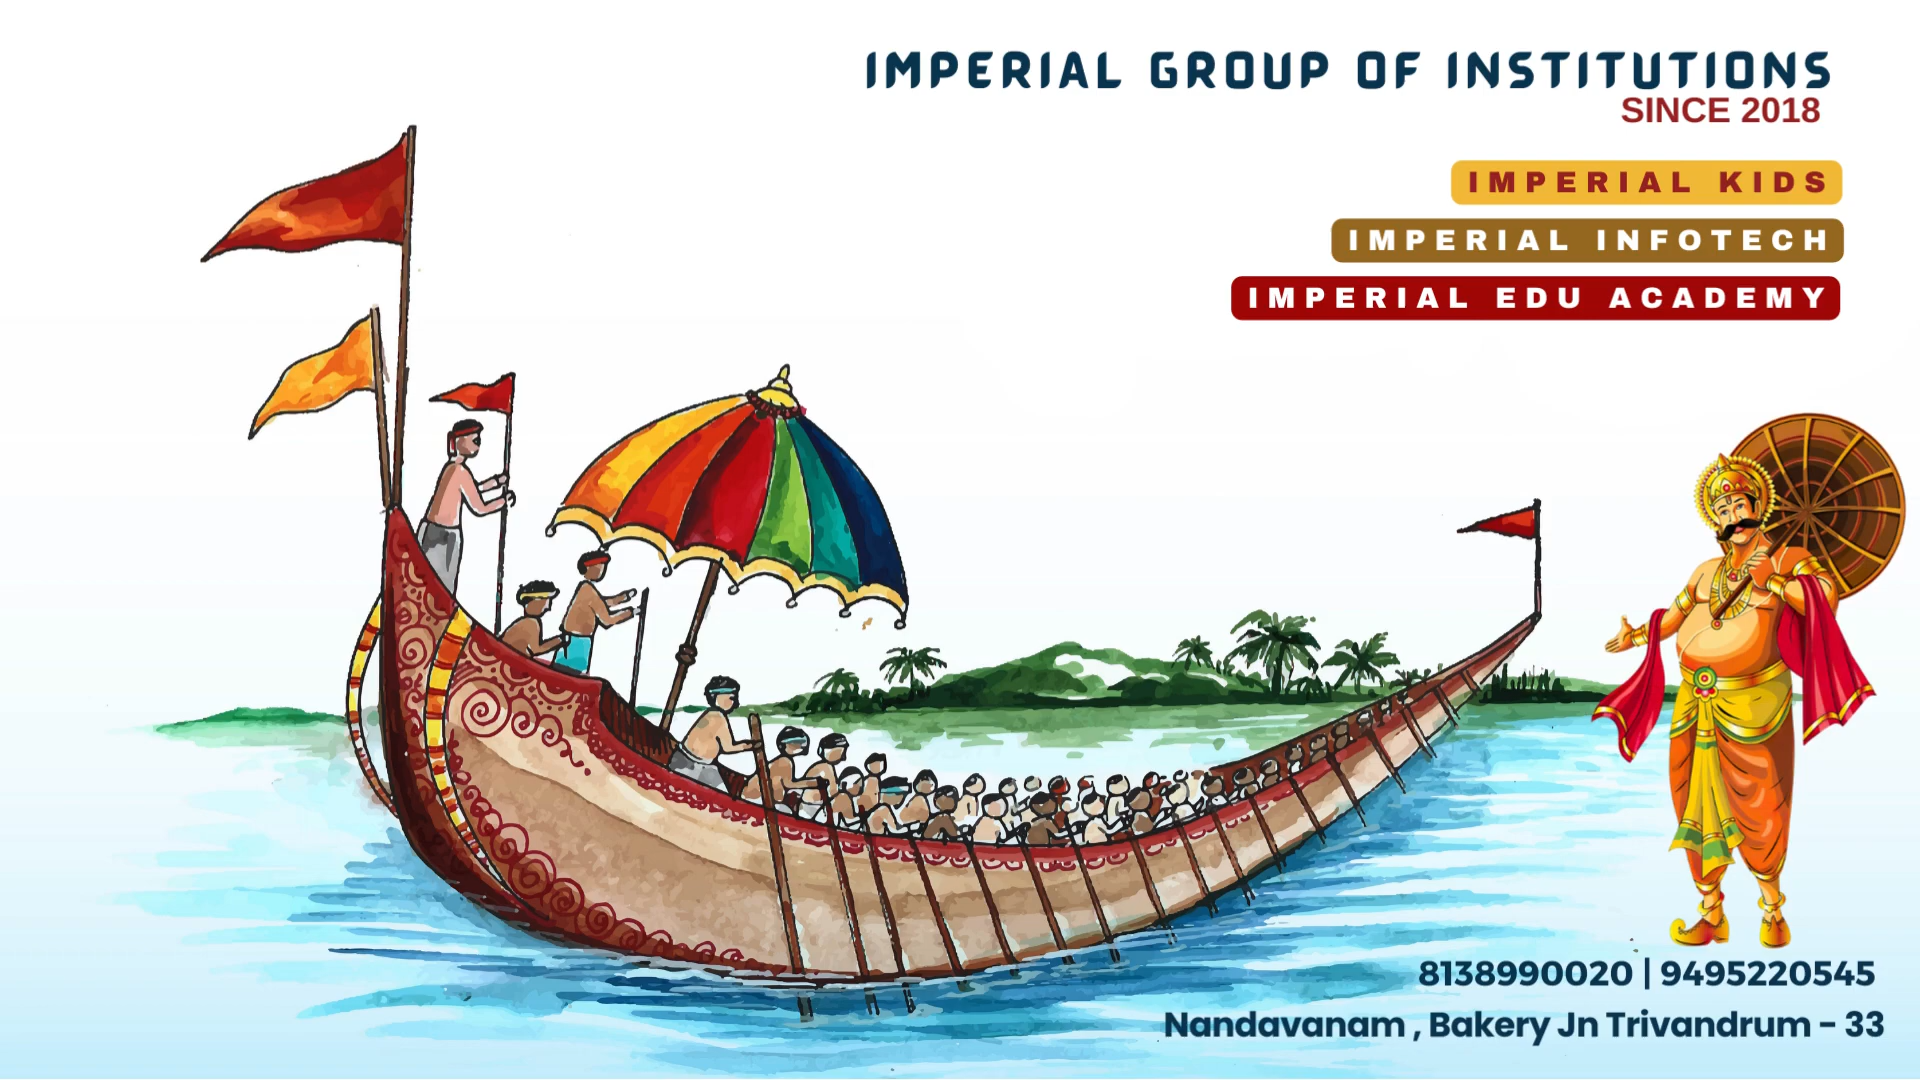 IMPERIAL GROUP OF INSTITUTIONS
SINCE 2018
IMPERIAL KIDS
IMPERIAL INFOTECH
IMPERIAL EDU ACADEMY
8138990020 | 9495220545
Nandavanam , Bakery Jn Trivandrum - 33